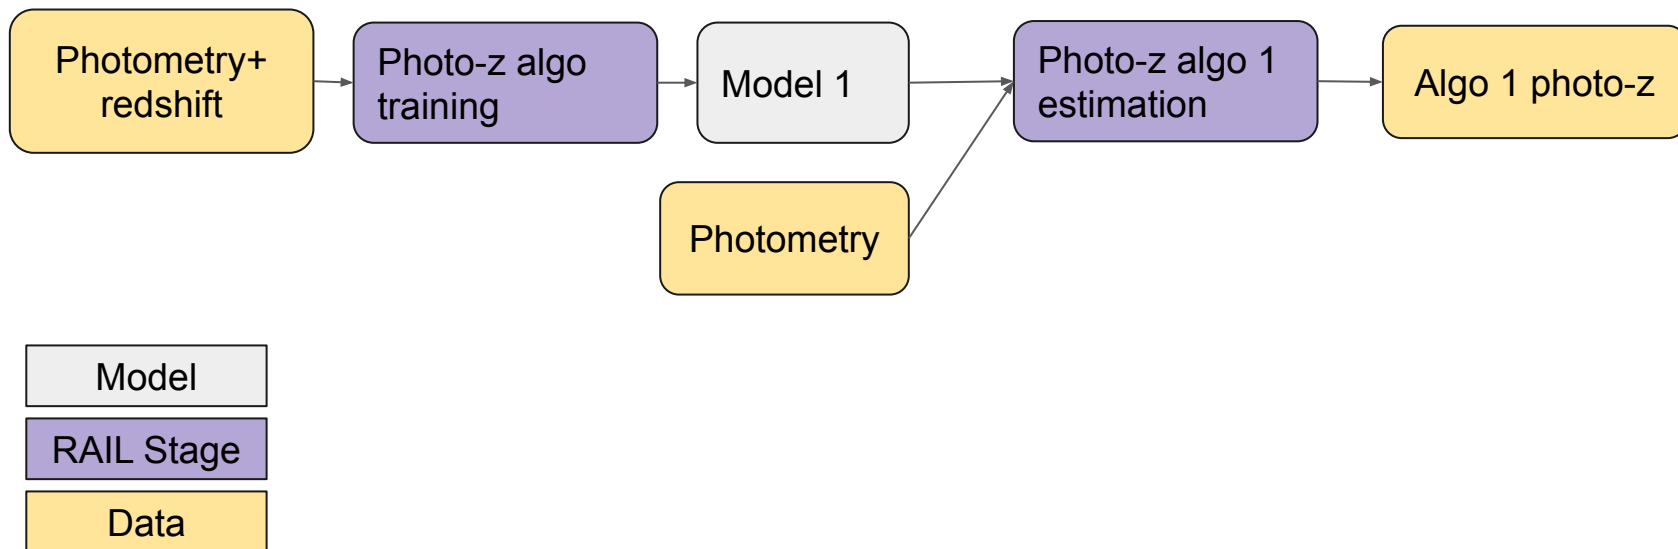 Photometry+
redshift
Photo-z algo
training
Model 1
Photo-z algo 1
estimation
Algo 1 photo-z
Photometry
Model
RAIL Stage
Data